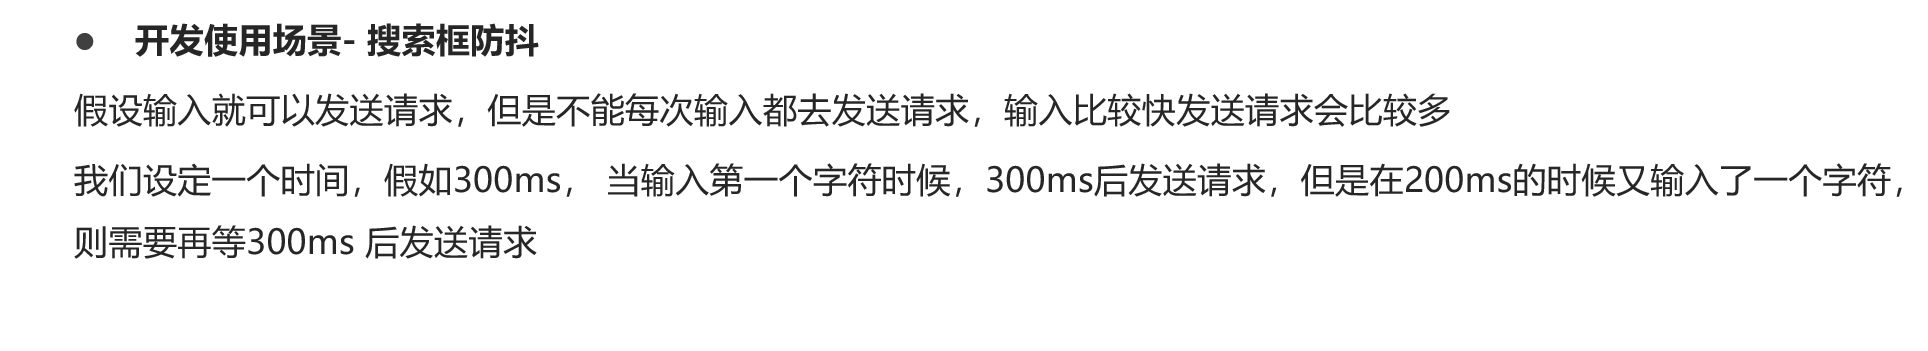 ● 开发使用场景- 搜索框防抖
假设输入就可以发送请求，但是不能每次输入都去发送请求，输入比较快发送请求会比较多
我们设定一个时间，假如300ms， 当输入第一个字符时候，300ms后发送请求，但是在200ms的时候又输入了一个字符，
则需要再等300ms 后发送请求